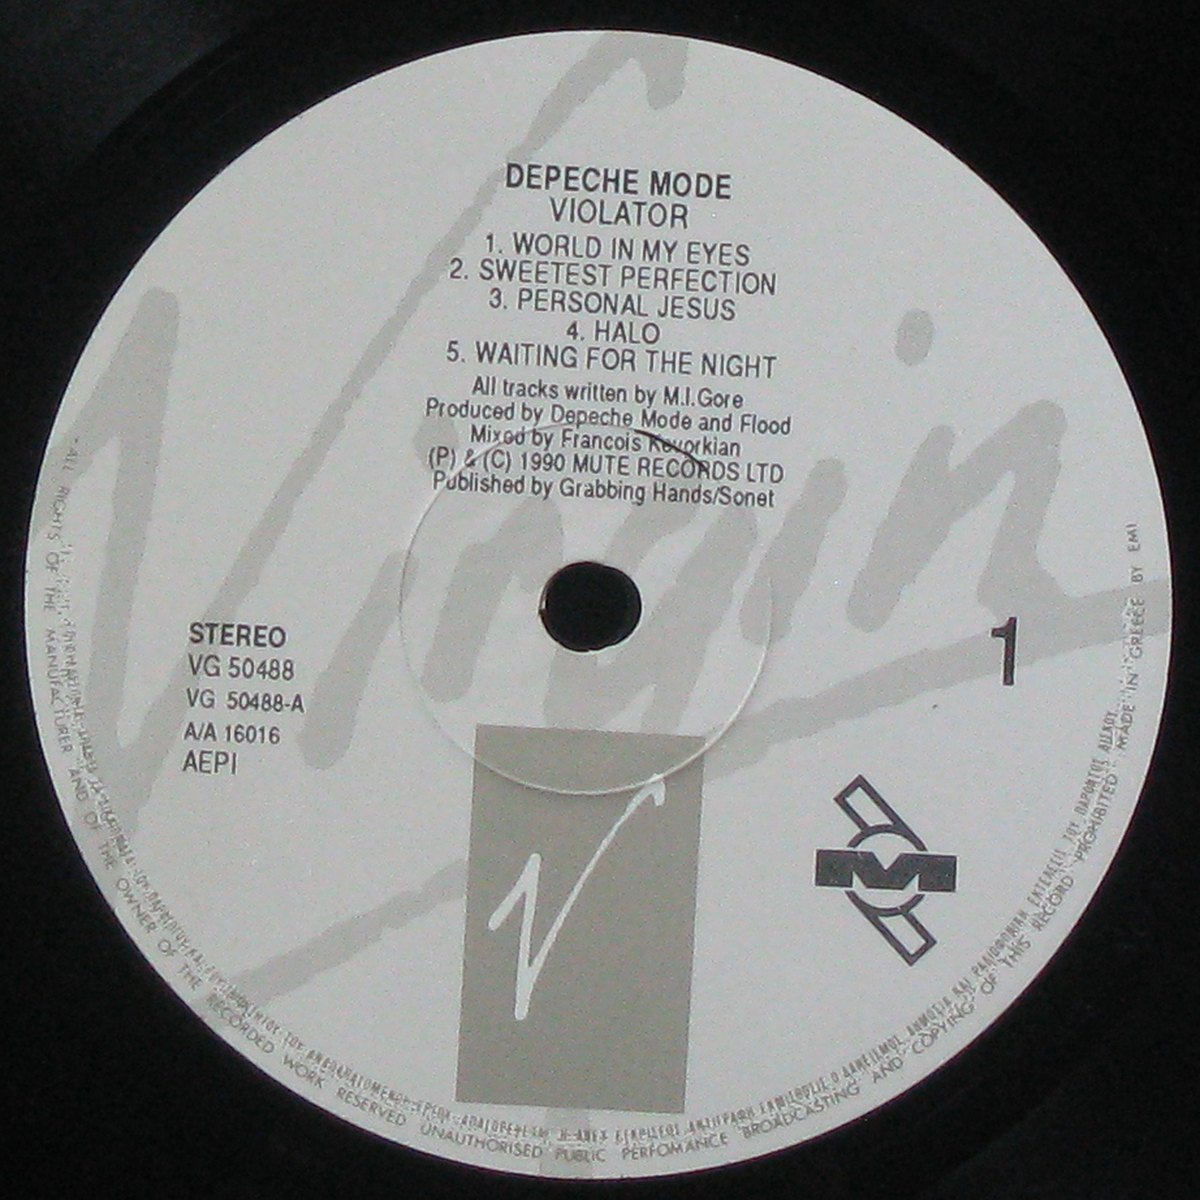 DEPECHE MODE
VIOLATOR
1. WORLD IN MY EYES
2. SWEETEST PERFECTION
3. PERSONAL JESUS
4. HALO
5. WAITING FOR THE NIGHT
All tracks written by M.I.Gore
Produced by Depeche Mode and Flood
Mixed by Francois Kevorkian
(P) & (C) 1990 MUTE RECORDS LTD
Published by Grabbing Hands/Sonet
Virgin
STEREO
VG 50488
VG 50488-A
A/A 16016
AEPI
1
M
V
ALL RIGHTS OF THE MANUFACTURER AND OF THE OWNER OF THE RECORDED WORK RESERVED UNAUTHORISED PUBLIC PERFOMANCE BROADCASTING AND COPYING OF THIS RECORD PROHIBITED MADE IN GREECE BY EMI